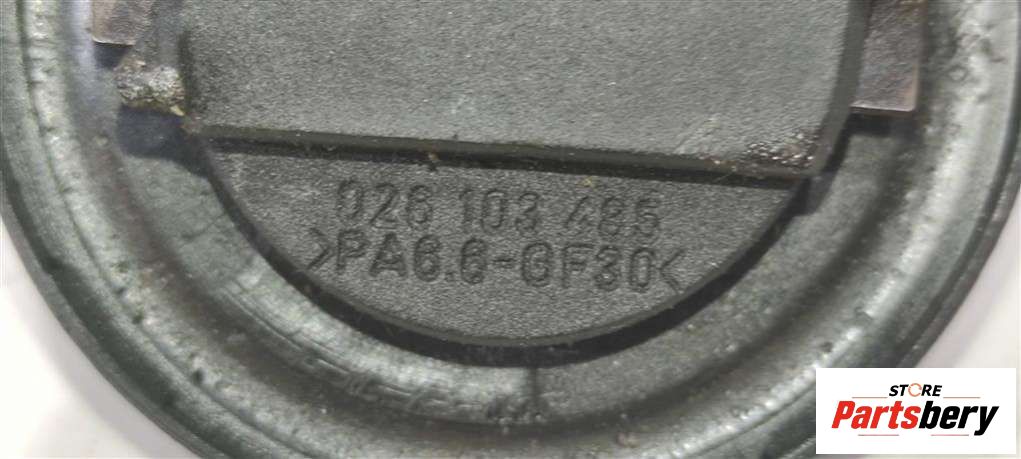 026 103 485
>PA6.6-GF30<
STORE
Partsbery